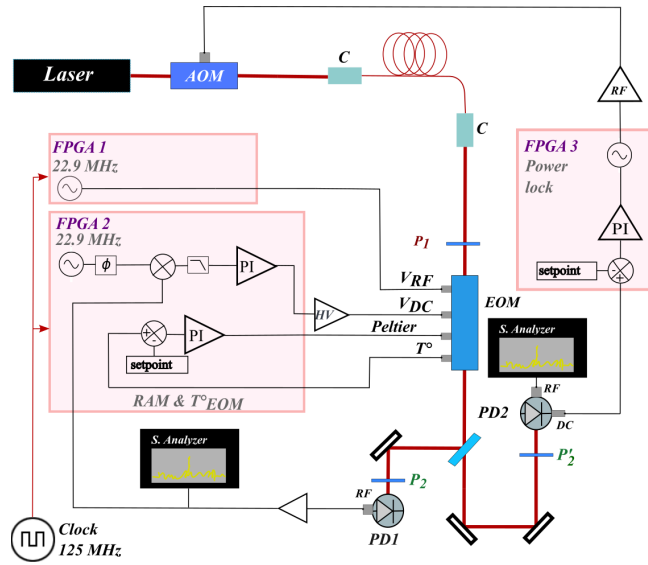 Laser
AOM
C
RF
C
FPGA 1
22.9 MHz
FPGA 3
Power
lock
FPGA 2
22.9 MHz
ϕ
PI
P1
PI
setpoint
+
-
VRF
EOM
VDC
HV
Peltier
+
-
PI
setpoint
T°
S. Analyzer
RAM & T°EOM
PD2
RF
DC
S. Analyzer
P2
P'2
RF
PD1
Clock
125 MHz